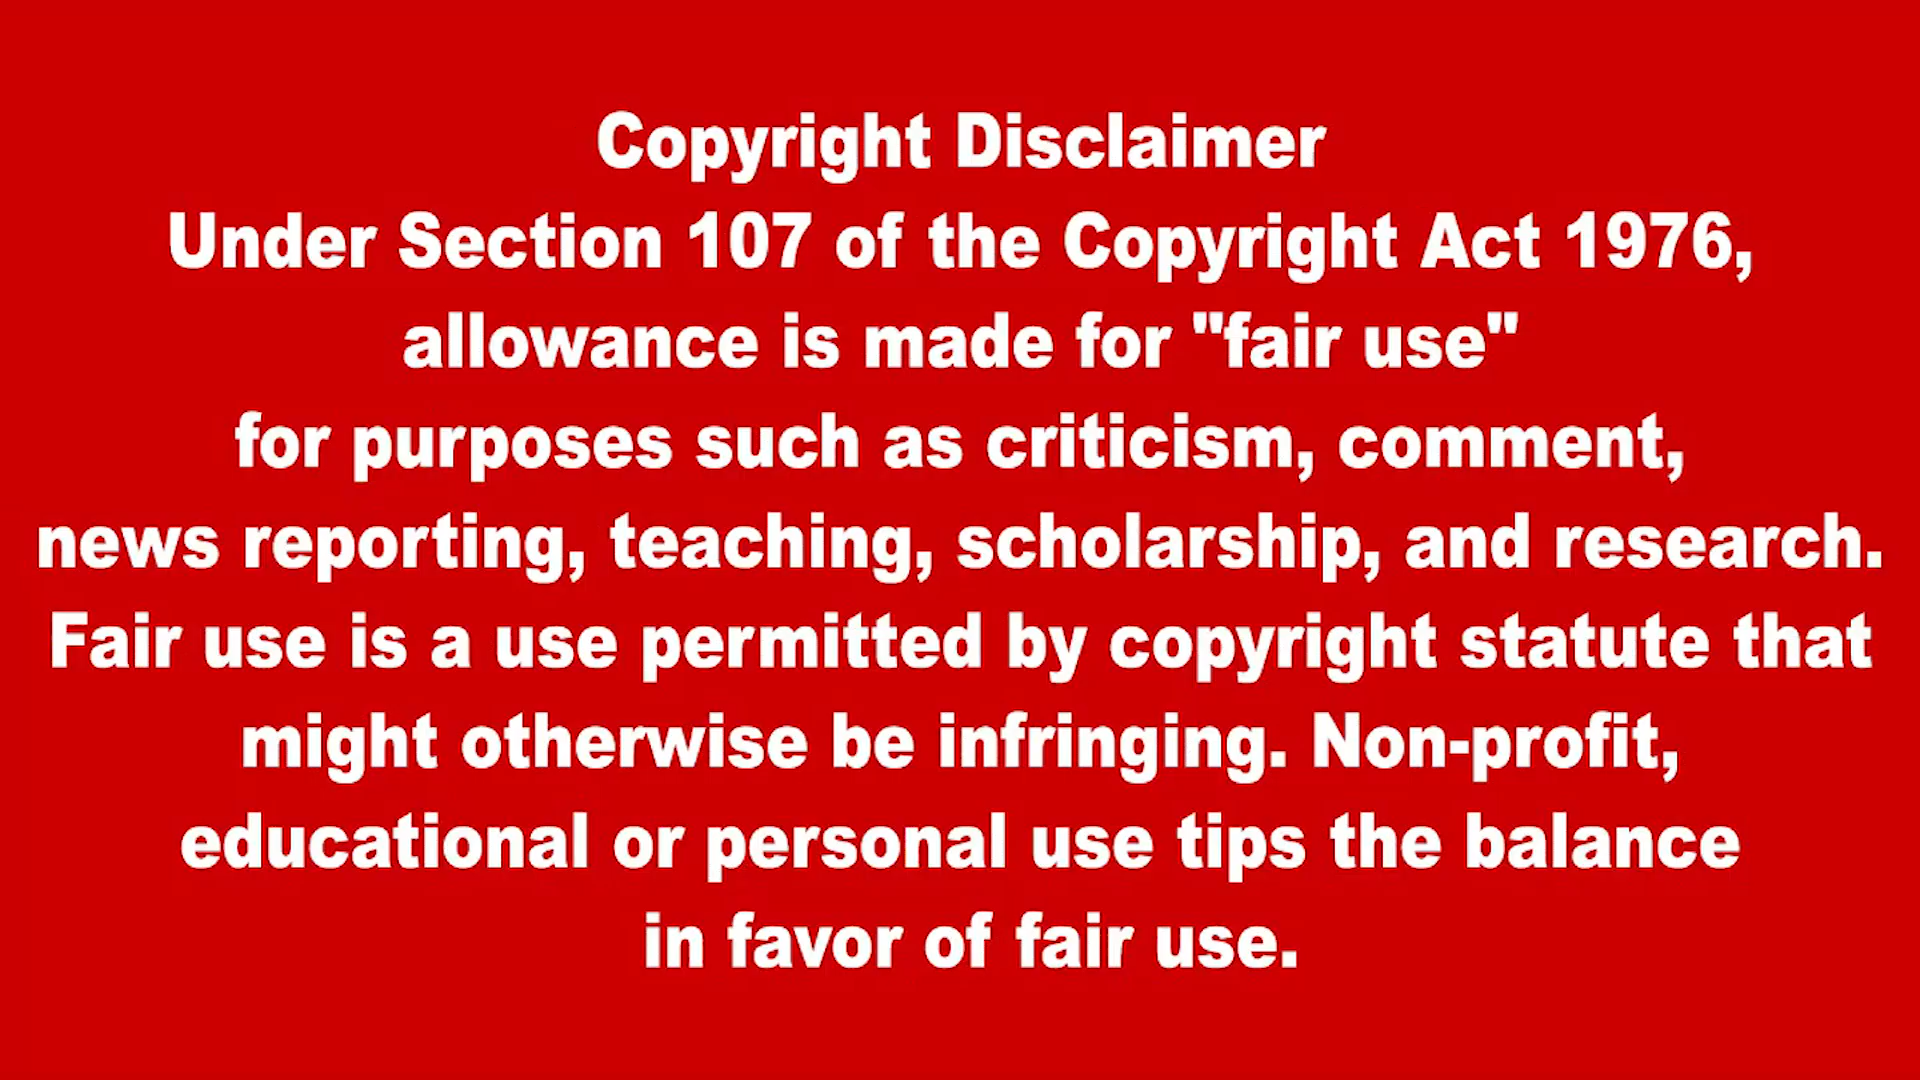 Copyright Disclaimer
Under Section 107 of the Copyright Act 1976,
allowance is made for "fair use"
for purposes such as criticism, comment,
news reporting, teaching, scholarship, and research.
Fair use is a use permitted by copyright statute that
might otherwise be infringing. Non-profit,
educational or personal use tips the balance
in favor of fair use.